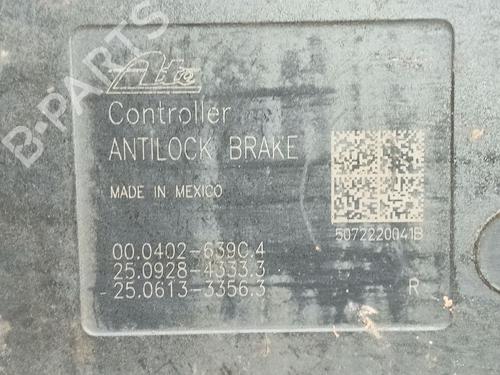 B-PARTS
Ate
Controller
ANTILOCK BRAKE
MADE IN MEXICO
5072220041B
00.0402-639C.4
25.0928-4333.3
-25.0613-3356.3 R